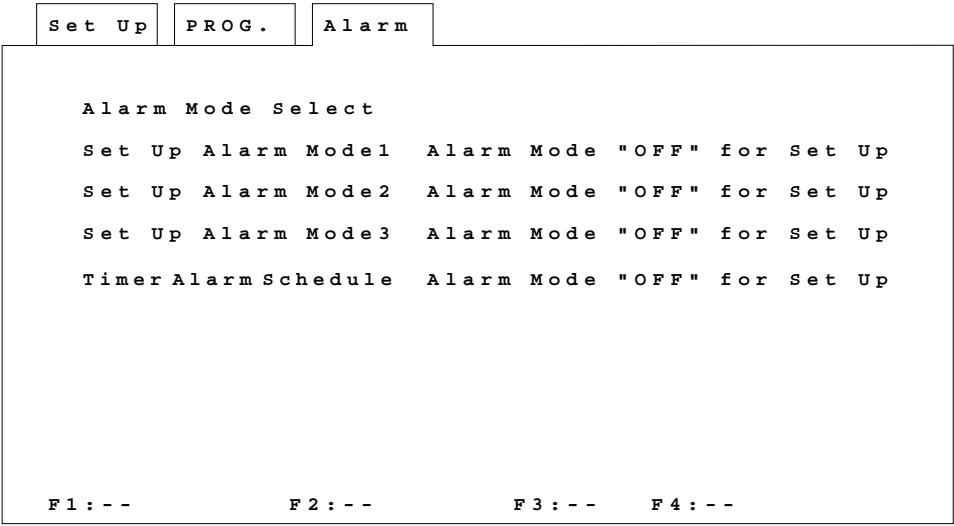 Set Up PROG. Alarm
Alarm Mode Select
Set Up Alarm Mode1 Alarm Mode "OFF" for Set Up
Set Up Alarm Mode2 Alarm Mode "OFF" for Set Up
Set Up Alarm Mode3 Alarm Mode "OFF" for Set Up
Timer Alarm Schedule Alarm Mode "OFF" for Set Up
F1:-- F2:-- F3:-- F4:--